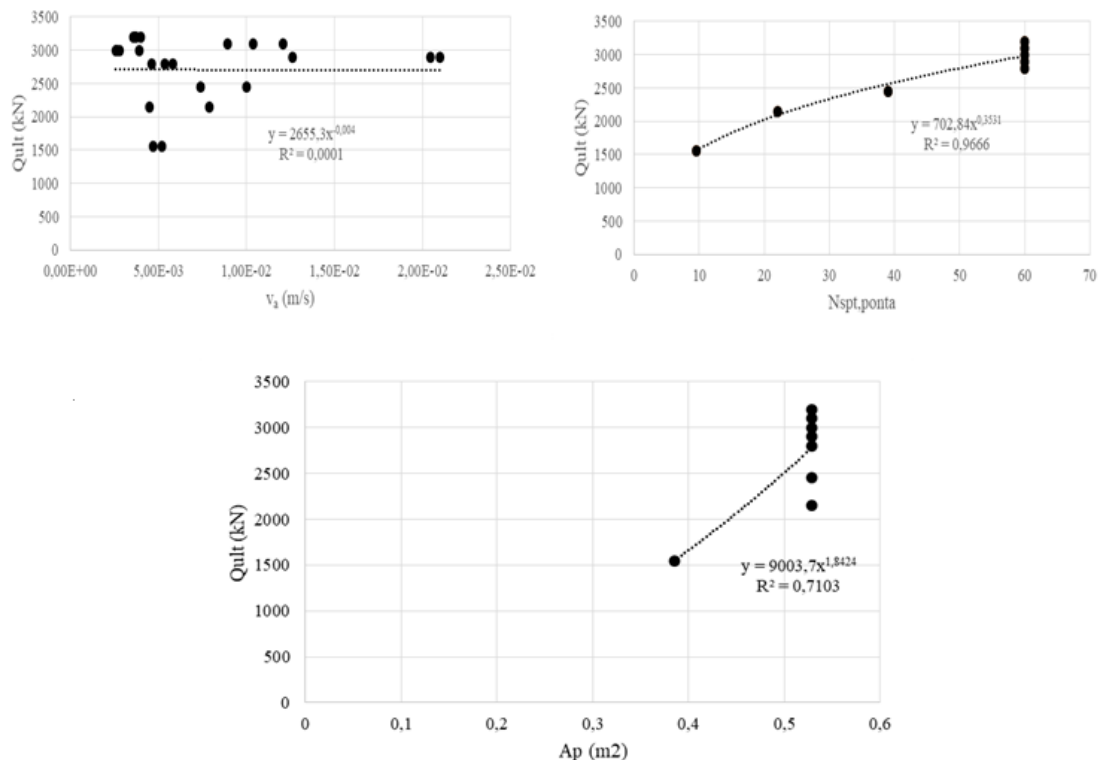 3500
3000
2500
2000
1500
1000
500
0
Qult (kN)
y = 2655,3x^-0,004
R² = 0,0001
0,00E+00 5,00E-03 1,00E-02 1,50E-02 2,00E-02 2,50E-02
va (m/s)
3500
3000
2500
2000
1500
1000
500
0
Qult (kN)
y = 702,84x^0,3531
R² = 0,9666
0 10 20 30 40 50 60 70
Nspt,ponta
3500
3000
2500
2000
1500
1000
500
0
Qult (kN)
y = 9003,7x^1,8424
R² = 0,7103
0 0,1 0,2 0,3 0,4 0,5 0,6
Ap (m2)